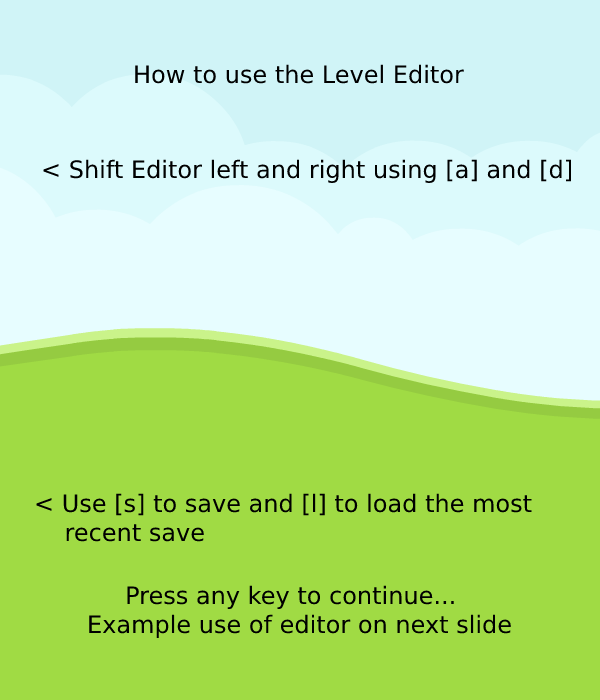 How to use the Level Editor
< Shift Editor left and right using [a] and [d]
< Use [s] to save and [l] to load the most
recent save
Press any key to continue...
Example use of editor on next slide